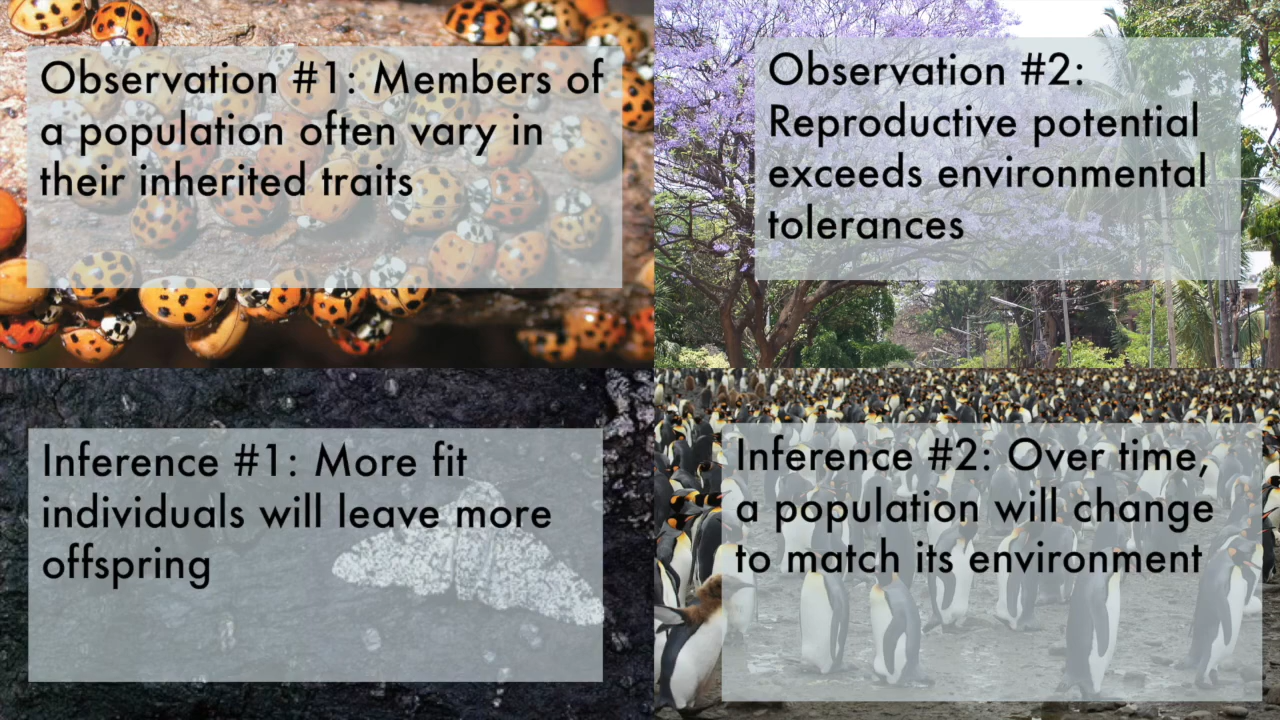 Observation #1: Members of
a population often vary in
their inherited traits
Observation #2:
Reproductive potential
exceeds environmental
tolerances
Inference #1: More fit
individuals will leave more
offspring
Inference #2: Over time,
a population will change
to match its environment